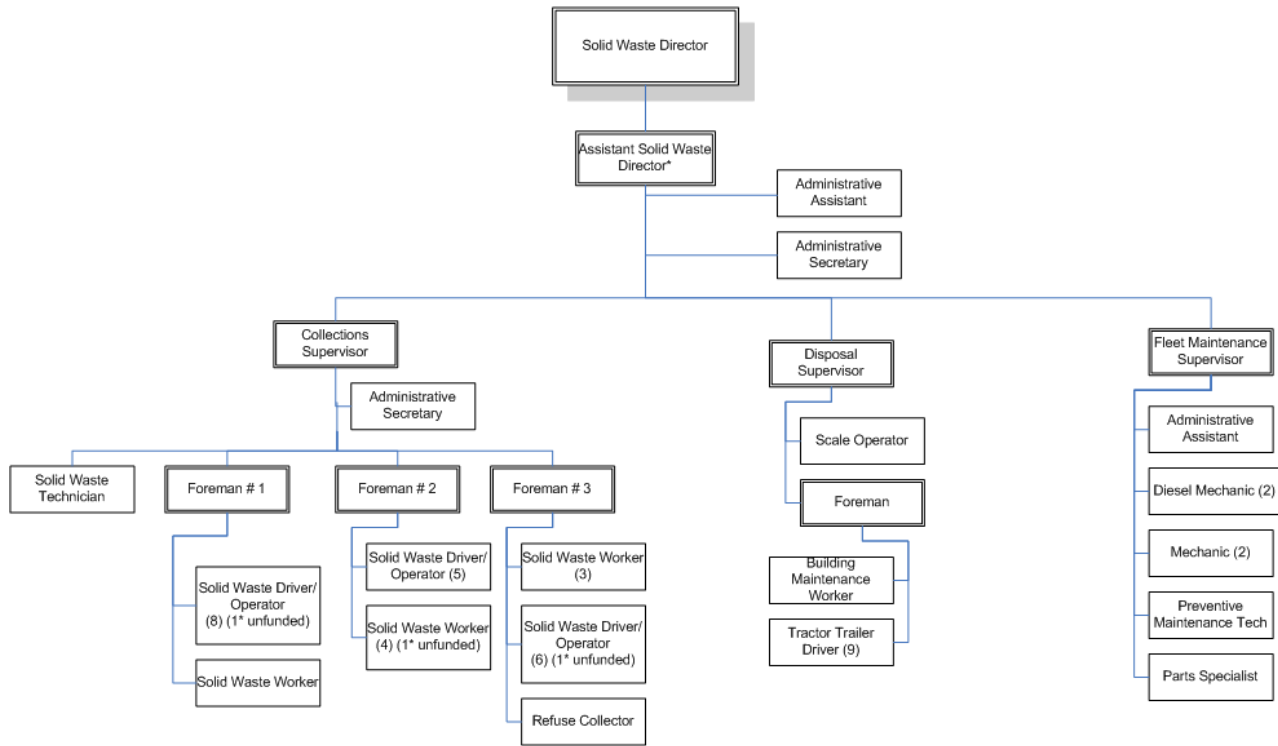 Solid Waste Director
Assistant Solid Waste
Director*
Administrative
Assistant
Administrative
Secretary
Collections
Supervisor
Administrative
Secretary
Solid Waste
Technician
Foreman # 1
Solid Waste Driver/
Operator
(8) (1* unfunded)
Solid Waste Worker
Foreman # 2
Solid Waste Driver/
Operator (5)
Solid Waste Worker
(4) (1* unfunded)
Foreman # 3
Solid Waste Worker
(3)
Solid Waste Driver/
Operator
(6) (1* unfunded)
Refuse Collector
Disposal
Supervisor
Scale Operator
Foreman
Building
Maintenance
Worker
Tractor Trailer
Driver (9)
Fleet Maintenance
Supervisor
Administrative
Assistant
Diesel Mechanic (2)
Mechanic (2)
Preventive
Maintenance Tech
Parts Specialist